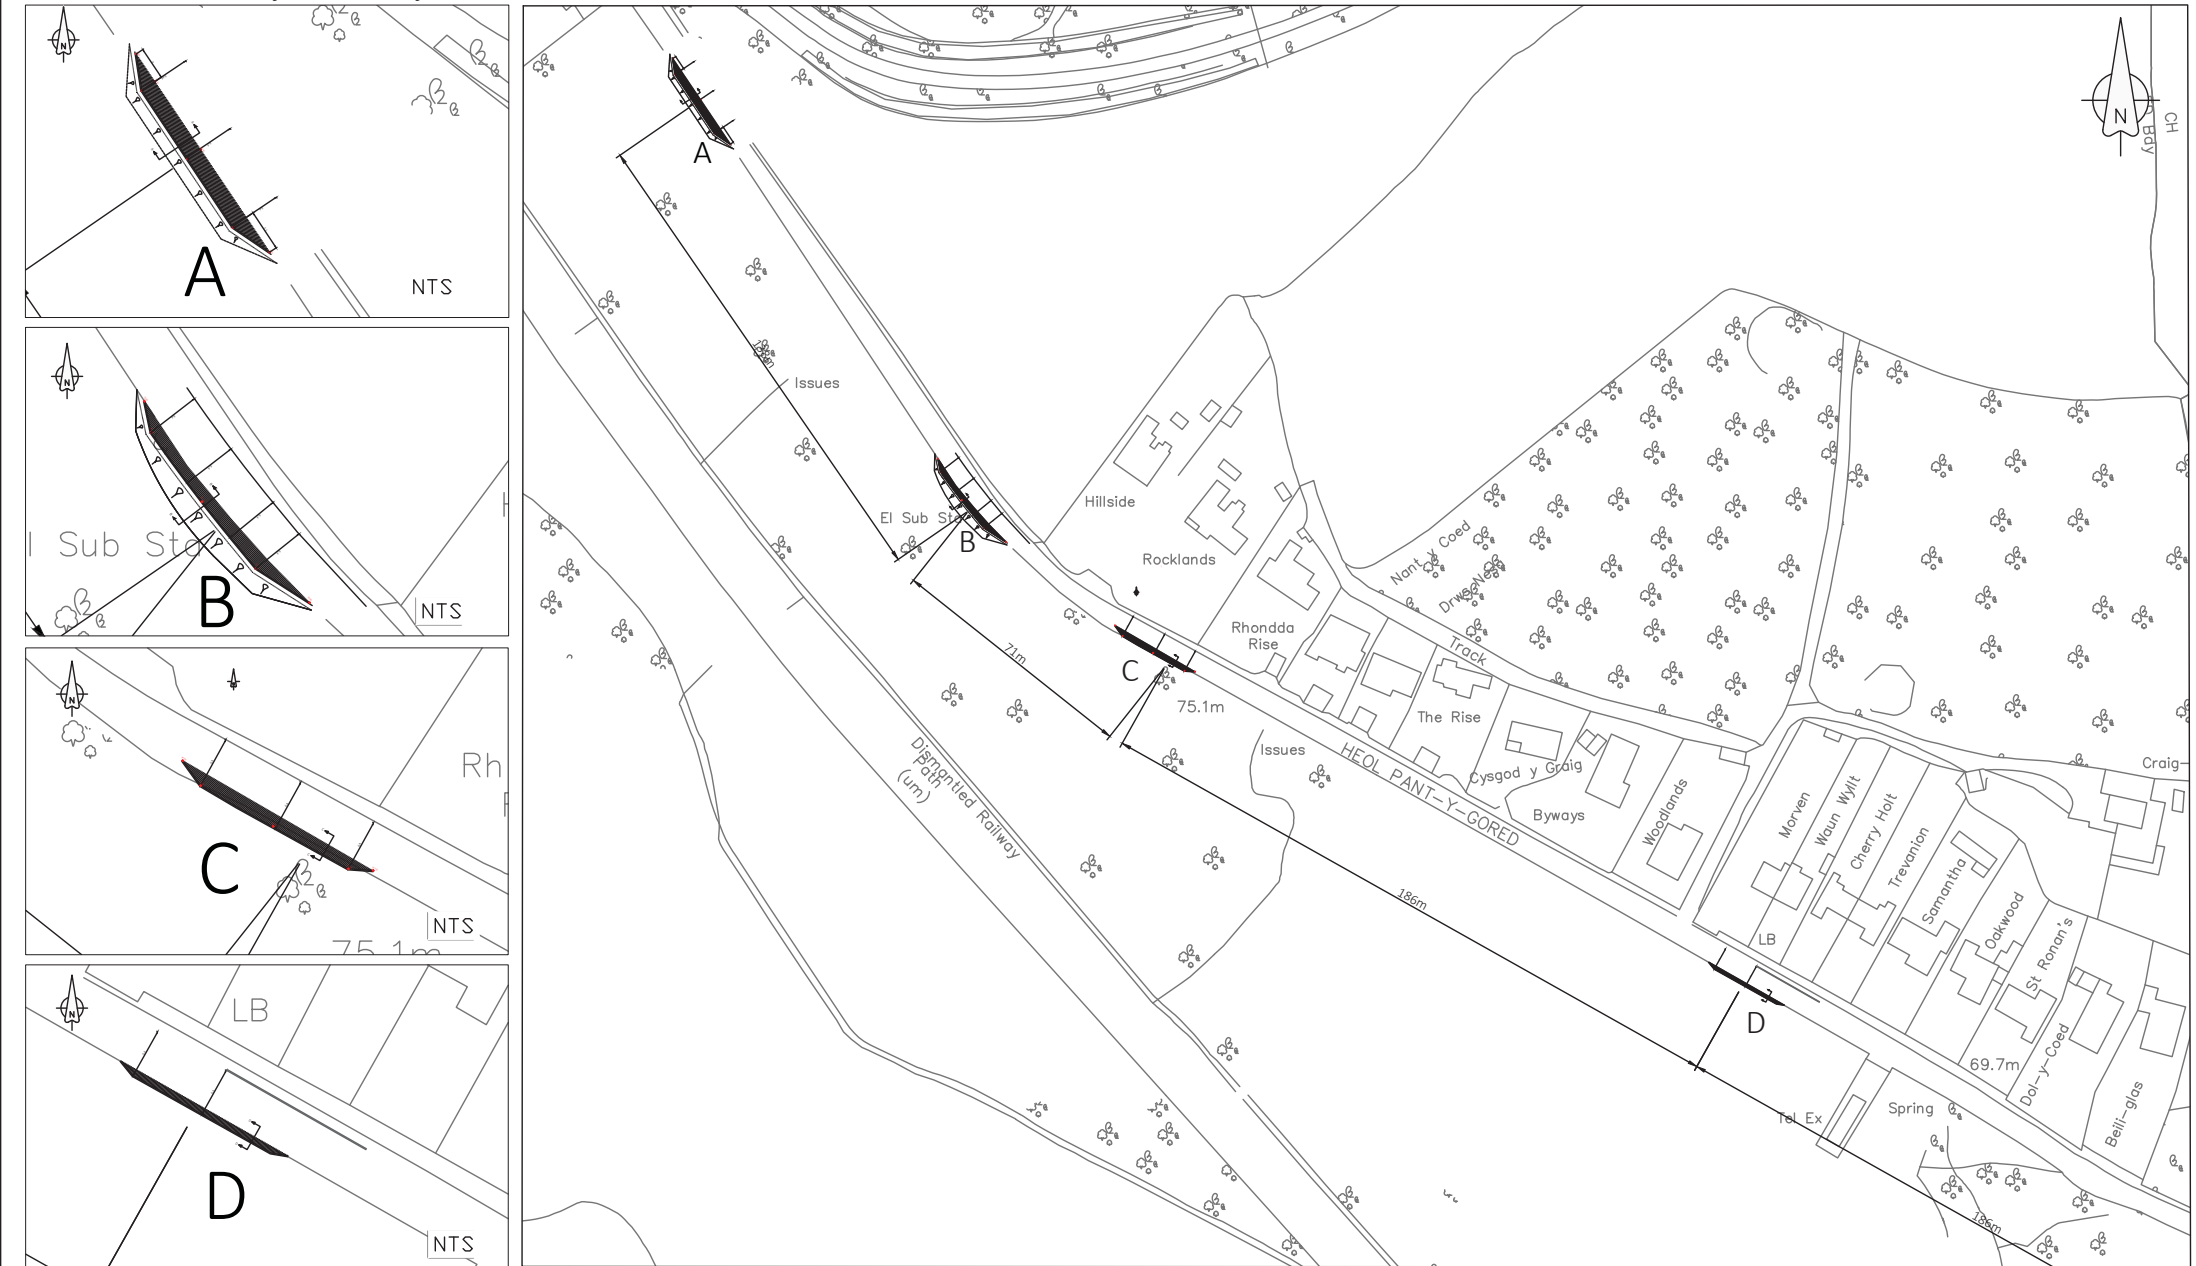 N
A
NTS
N
l Sub Sta
B
NTS
N
Rh
C
NTS
75.1m
N
LB
D
NTS
N
Bay
CH
A
Issues
El Sub Sta
B
Hillside
Rocklands
Nant y Coed
Rhondda
Rise
Track
C
71m
75.1m
The Rise
Issues
HEOL PANT-Y-GORED
Cysgod y Graig
Byways
Woodlands
Dismantled Railway
Path
(um)
Craig-
Morven
Waun Wyllt
Cherry Holt
Trevanion
Samantha
Oakwood
St Ronan's
186m
LB
D
69.7m
Dol-y-Coed
Beili-glas
Tel Ex
Spring
186m